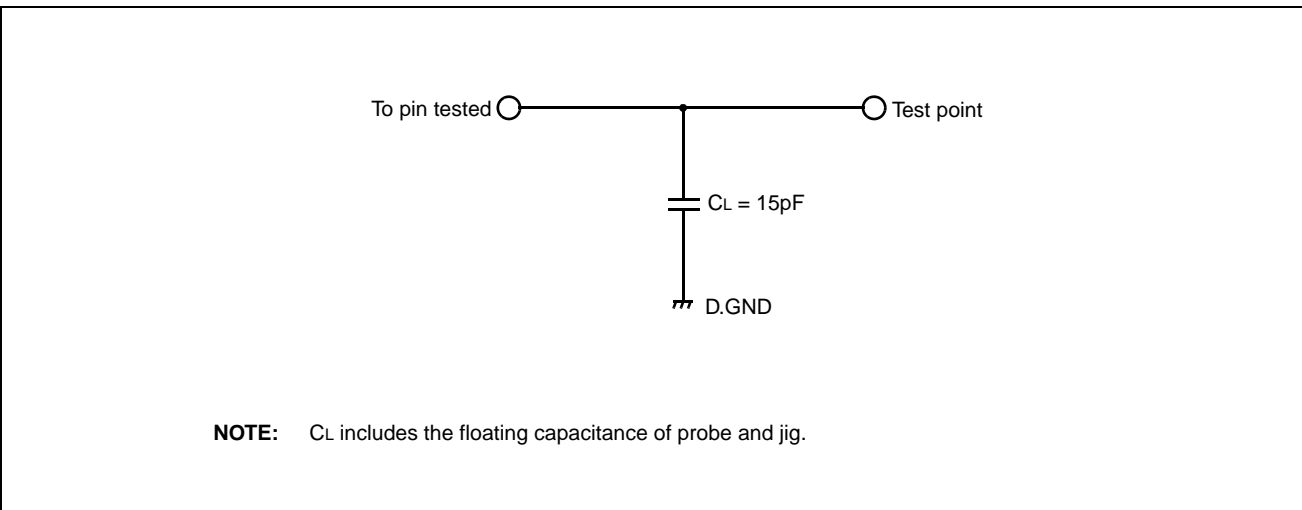 To pin tested
Test point
CL = 15pF
D.GND
NOTE: CL includes the floating capacitance of probe and jig.